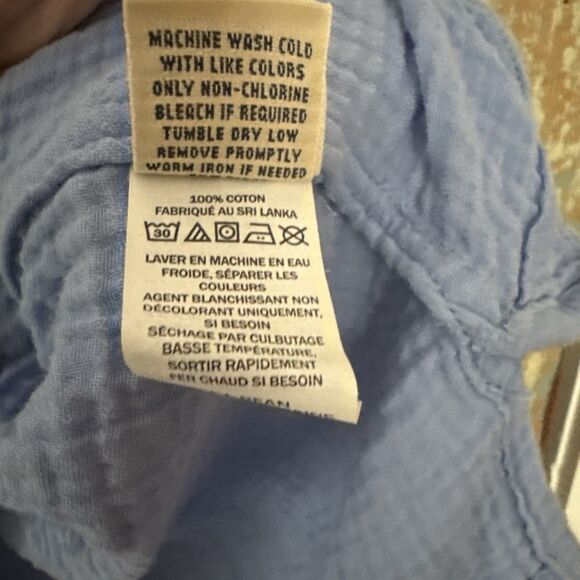 MACHINE WASH COLD
WITH LIKE COLORS
ONLY NON-CHLORINE
BLEACH IF REQUIRED
TUMBLE DRY LOW
REMOVE PROMPTLY
WARM IRON IF NEEDED
100% COTON
FABRIQUÉ AU SRI LANKA
30
LAVER EN MACHINE EN EAU
FROIDE, SÉPARER LES
COULEURS
AGENT BLANCHISSANT NON
DÉCOLORANT UNIQUEMENT,
SI BESOIN
SÉCHAGE PAR CULBUTAGE
BASSE TEMPÉRATURE,
SORTIR RAPIDEMENT
FER CHAUD SI BESOIN